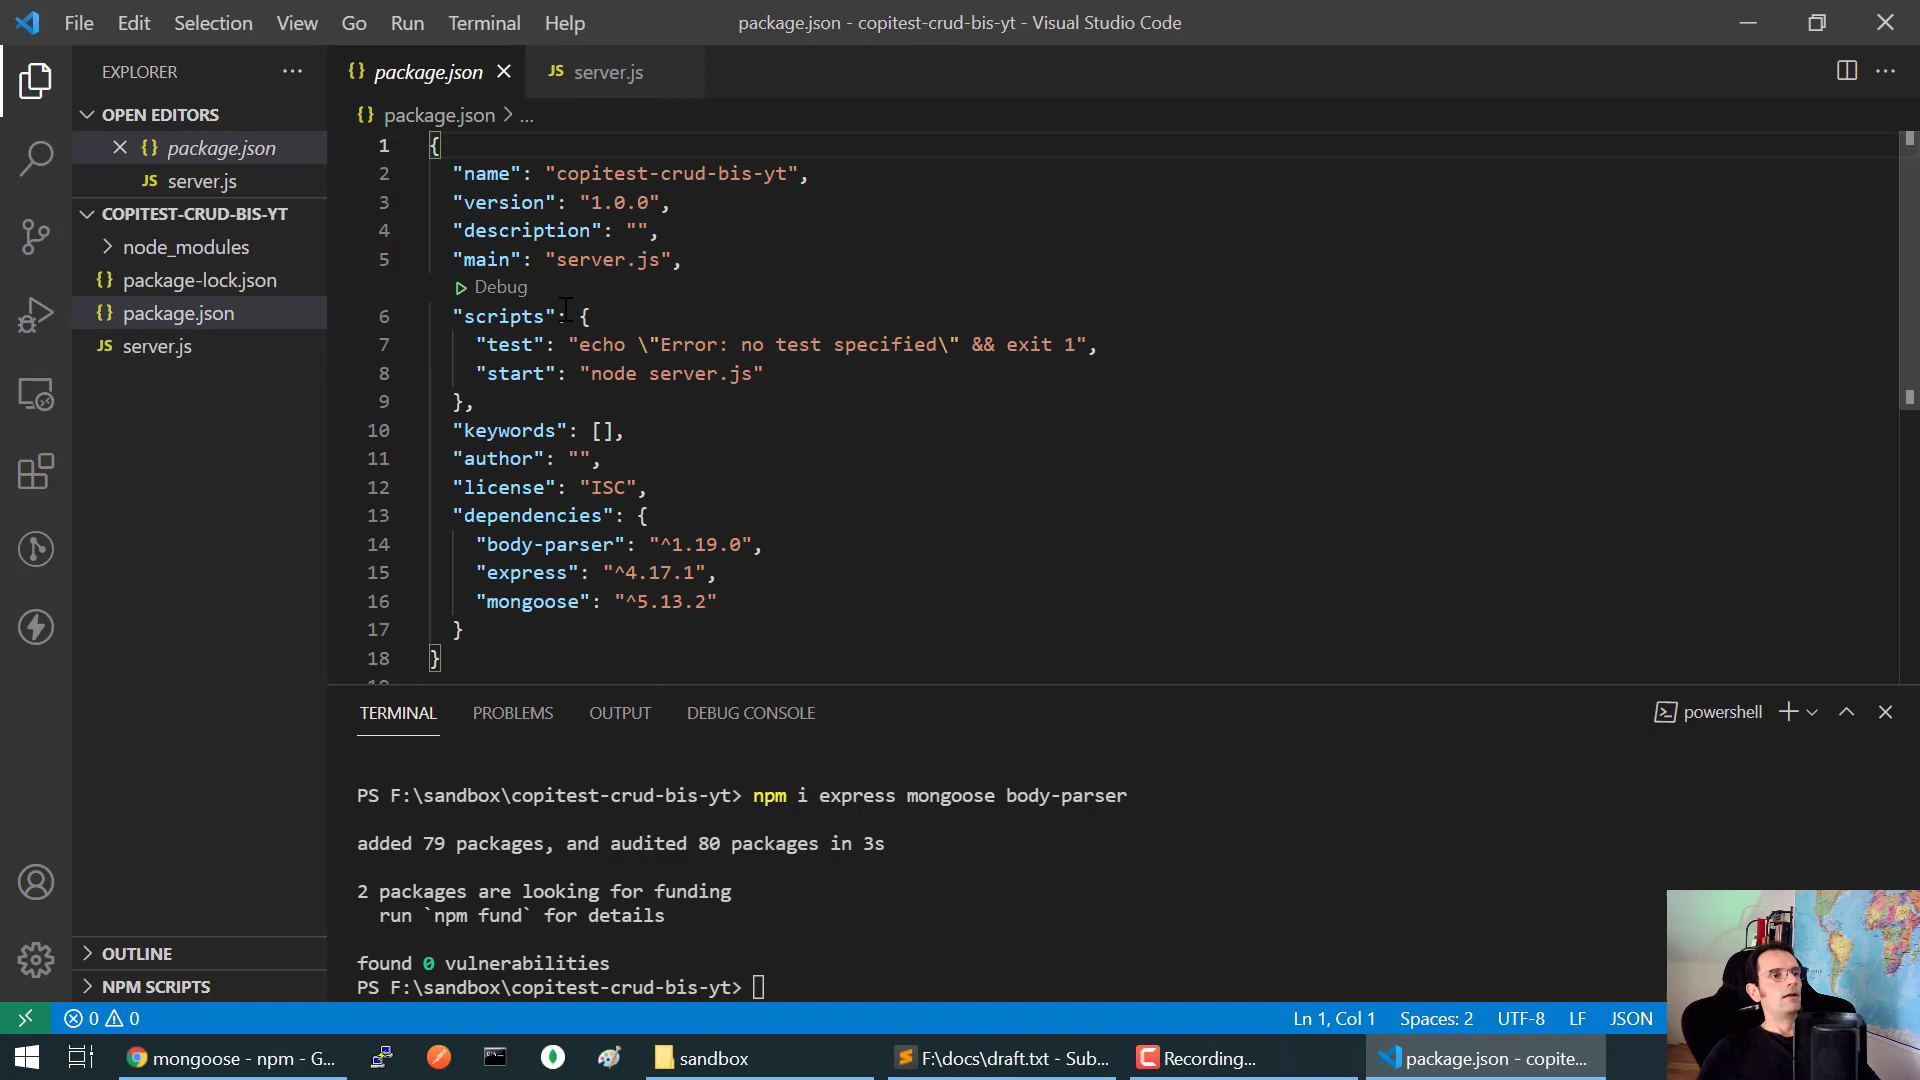 File Edit Selection View Go Run Terminal Help
package.json - copitest-crud-bis-yt - Visual Studio Code
EXPLORER
OPEN EDITORS
package.json
JS server.js
COPITEST-CRUD-BIS-YT
node_modules
{} package-lock.json
{} package.json
JS server.js
OUTLINE
NPM SCRIPTS
{} package.json
JS server.js
{} package.json > ...
1 {
2 "name": "copitest-crud-bis-yt",
3 "version": "1.0.0",
4 "description": "",
5 "main": "server.js",
Debug
6 "scripts": {
7 "test": "echo \"Error: no test specified\" && exit 1",
8 "start": "node server.js"
9 },
10 "keywords": [],
11 "author": "",
12 "license": "ISC",
13 "dependencies": {
14 "body-parser": "^1.19.0",
15 "express": "^4.17.1",
16 "mongoose": "^5.13.2"
17 }
18 }
19
TERMINAL PROBLEMS OUTPUT DEBUG CONSOLE
powershell
PS F:\sandbox\copitest-crud-bis-yt> npm i express mongoose body-parser
added 79 packages, and audited 80 packages in 3s
2 packages are looking for funding
run `npm fund` for details
found 0 vulnerabilities
PS F:\sandbox\copitest-crud-bis-yt>
0 0
Ln 1, Col 1 Spaces: 2 UTF-8 LF JSON
mongoose - npm - G...
sandbox
F:\docs\draft.txt - Sub...
Recording...
package.json - copite...